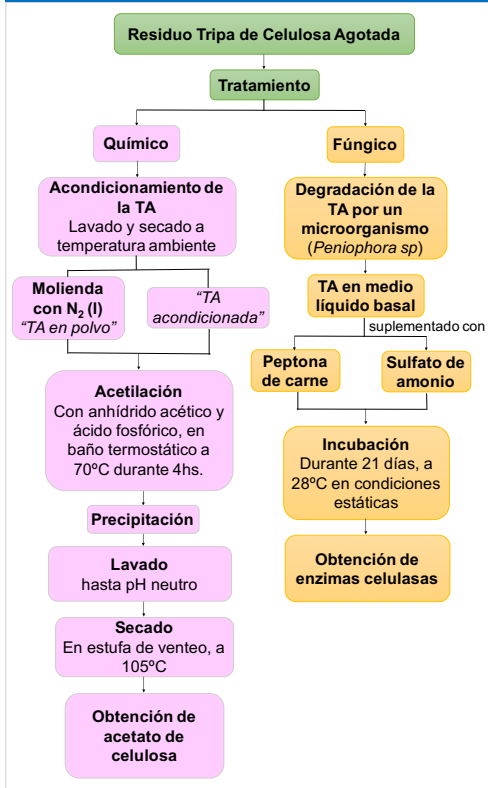 Residuo Tripa de Celulosa Agotada
Tratamiento
Químico
Acondicionamiento de
la TA
Lavado y secado a
temperatura ambiente
Molienda
con N₂ (l)
“TA en polvo”
“TA
acondicionada”
Acetilación
Con anhídrido acético y
ácido fosfórico, en
baño termostático a
70ºC durante 4hs.
Precipitación
Lavado
hasta pH neutro
Secado
En estufa de venteo, a
105ºC
Obtención de
acetato de
celulosa
Fúngico
Degradación de la
TA por un
microorganismo
(Peniophora sp)
TA en medio
líquido basal
suplementado con
Peptona
de carne
Sulfato de
amonio
Incubación
Durante 21 días, a
28ºC en condiciones
estáticas
Obtención de
enzimas celulasas